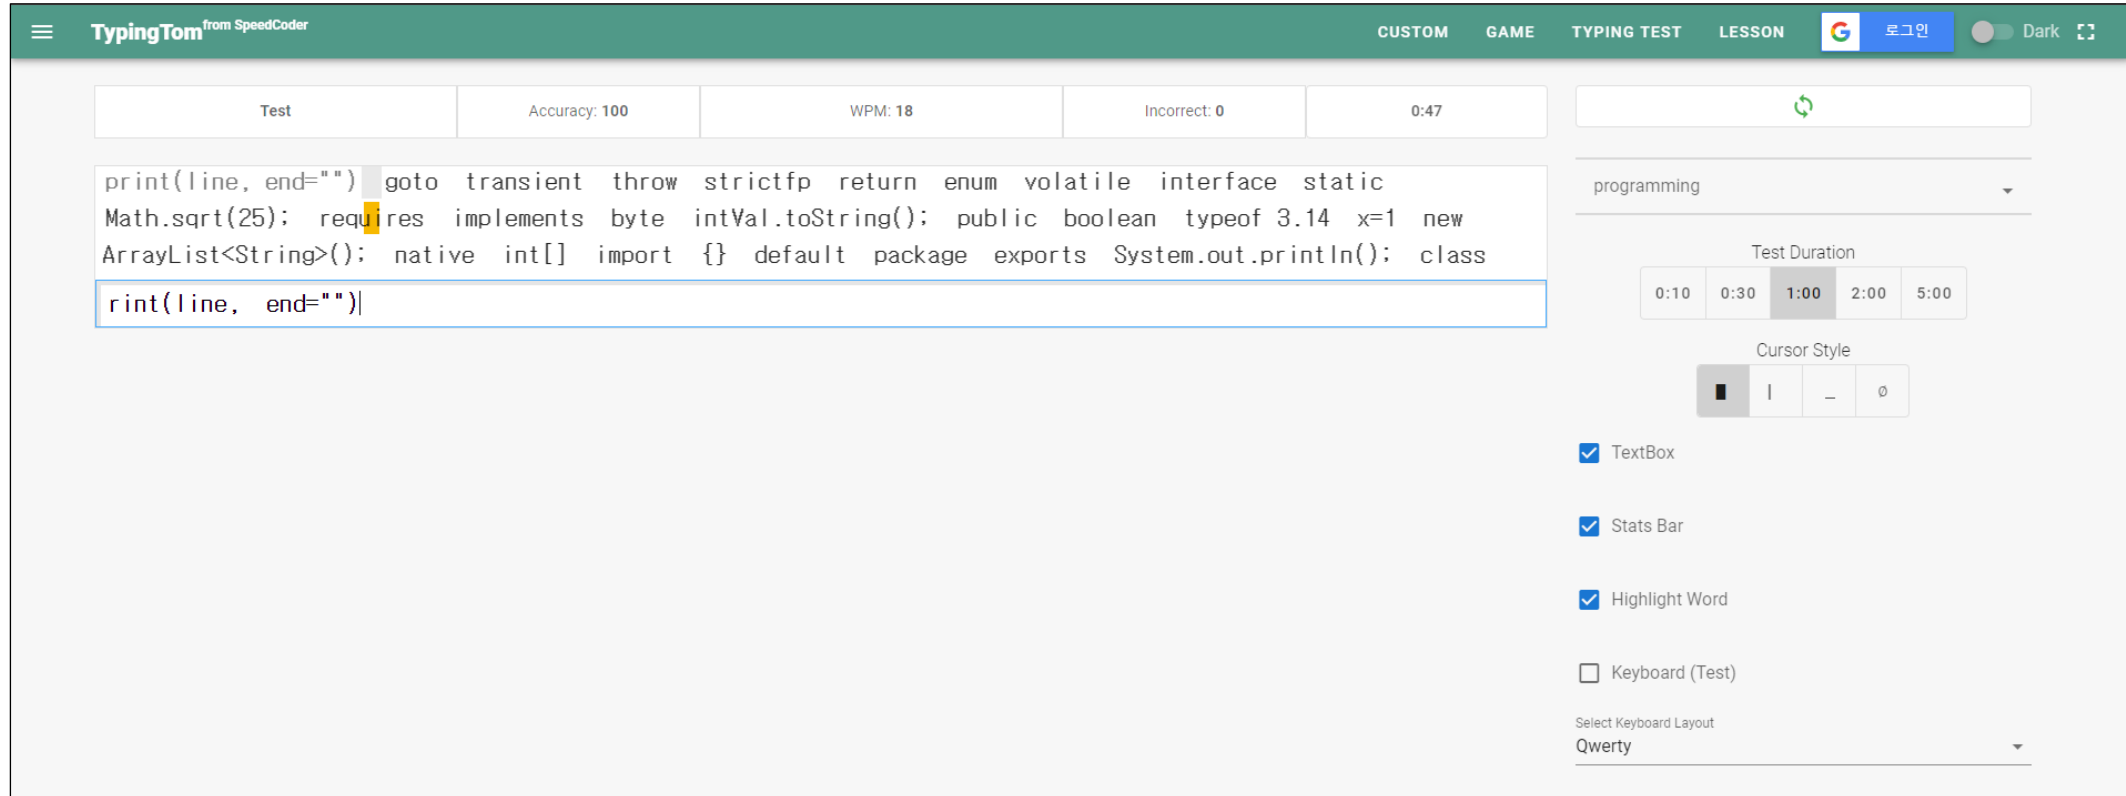 TypingTom from SpeedCoder
CUSTOM GAME TYPING TEST LESSON G 로그인 Dark
Test Accuracy: 100 WPM: 18 Incorrect: 0 0:47
print(line, end="") goto transient throw strictfp return enum volatile interface static
Math.sqrt(25); requires implements byte intVal.toString(); public boolean typeof 3.14 x=1 new
ArrayList<String>(); native int[] import {} default package exports System.out.println(); class
rint(line, end="")
programming
Test Duration
0:10 0:30 1:00 2:00 5:00
Cursor Style
| _ Ø
TextBox
Stats Bar
Highlight Word
Keyboard (Test)
Select Keyboard Layout
Qwerty